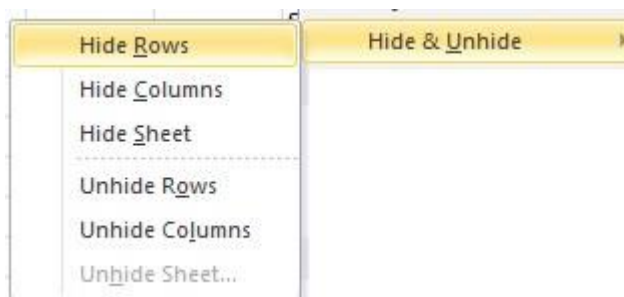 Hide Rows
Hide & Unhide
Hide Columns
Hide Sheet
Unhide Rows
Unhide Columns
Unhide Sheet...